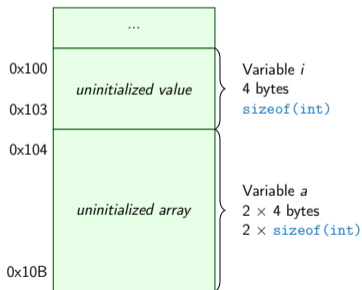 ...
0x100
uninitialized value
0x103
Variable i
4 bytes
sizeof(int)
0x104
uninitialized array
0x10B
Variable a
2 × 4 bytes
2 × sizeof(int)